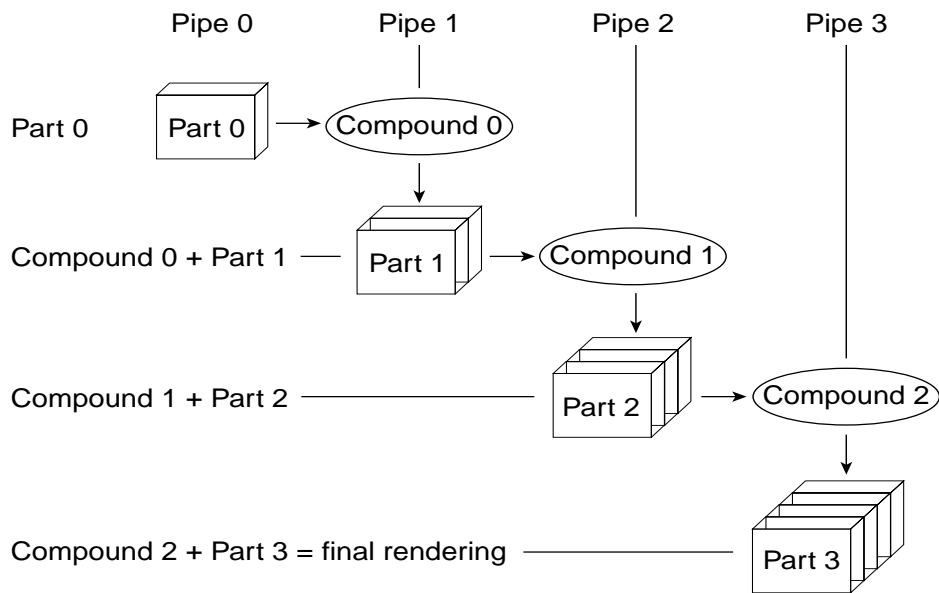 Pipe 0 Pipe 1 Pipe 2 Pipe 3
Part 0 Part 0 Compound 0
Compound 0 + Part 1 Part 1 Compound 1
Compound 1 + Part 2 Part 2 Compound 2
Compound 2 + Part 3 = final rendering Part 3